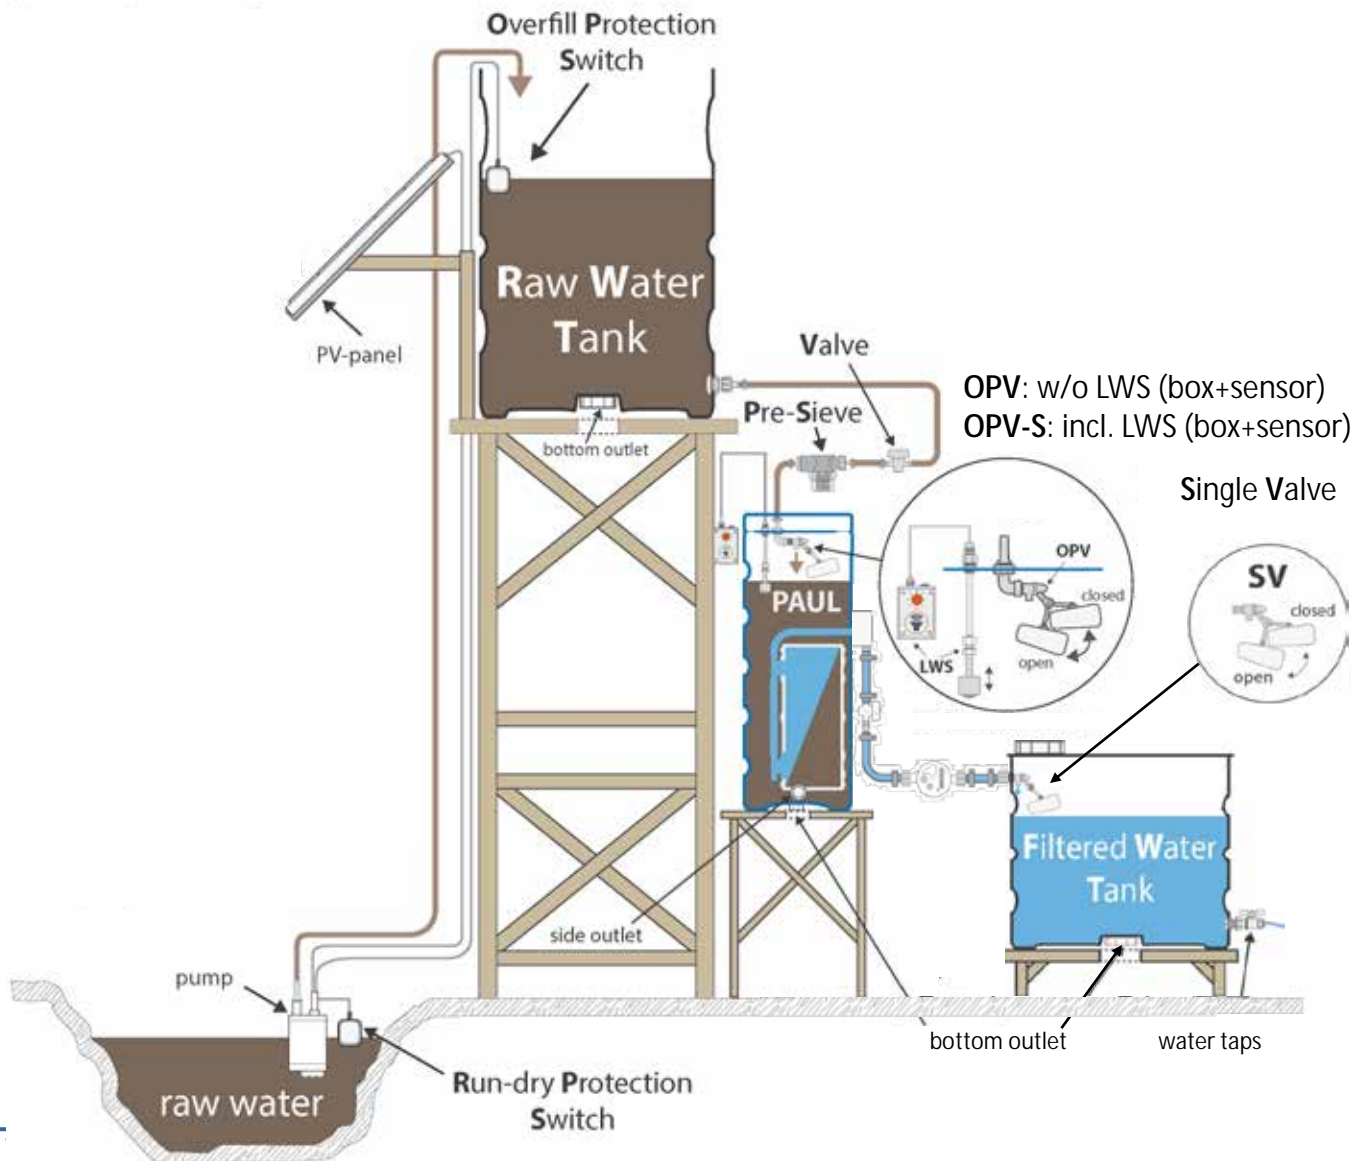 Overfill Protection
Switch
Raw Water
Tank
PV-panel
bottom outlet
Valve
Pre-Sieve
OPV: w/o LWS (box+sensor)
OPV-S: incl. LWS (box+sensor)
Single Valve
OPV
closed
LWS
open
SV
closed
open
PAUL
Filtered Water
Tank
side outlet
pump
bottom outlet
water taps
Run-dry Protection
Switch
raw water